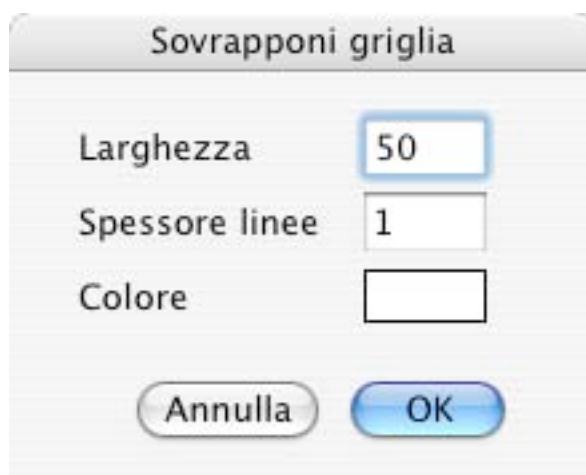 Sovrapponi griglia
Larghezza 50
Spessore linee 1
Colore
Annulla OK